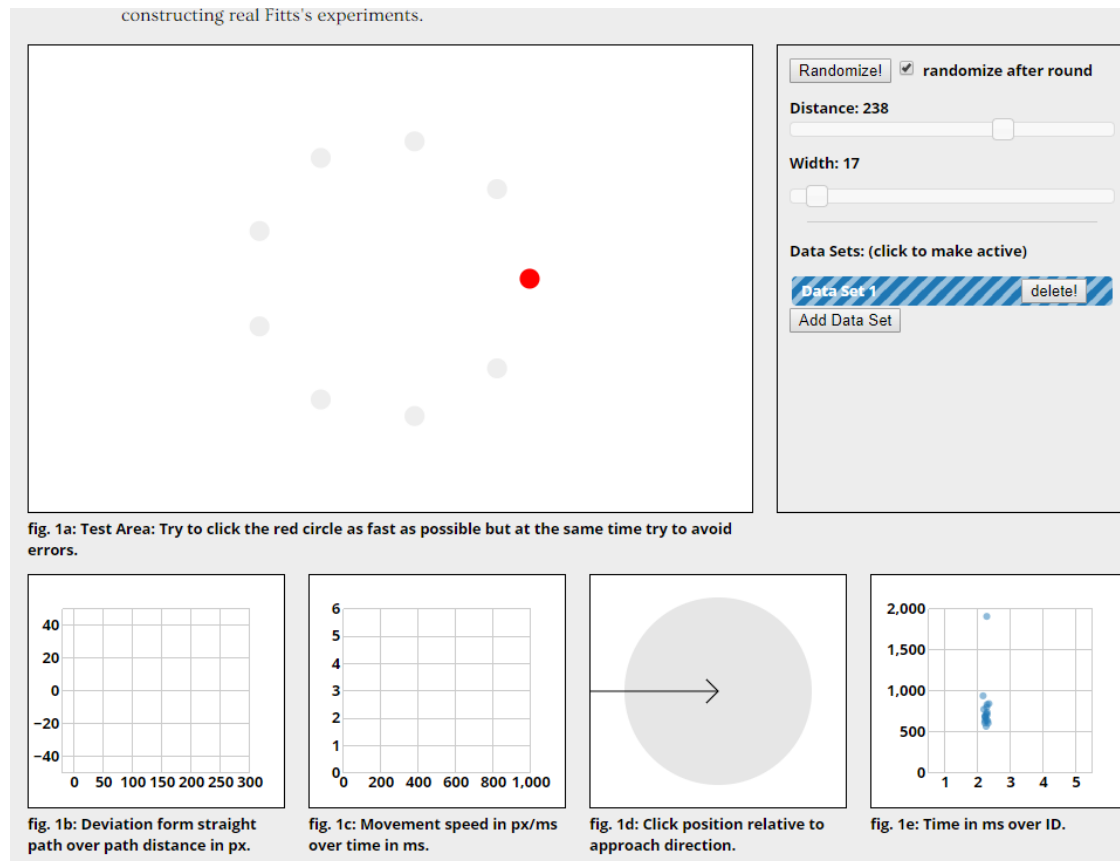 constructing real Fitts's experiments.
Randomize! randomize after round
Distance: 238
Width: 17
Data Sets: (click to make active)
Data Set 1 delete!
Add Data Set
fig. 1a: Test Area: Try to click the red circle as fast as possible but at the same time try to avoid
errors.
40
20
0
−20
−40
0 50 100 150 200 250 300
6
5
4
3
2
1
0
0 200 400 600 800 1,000
2,000
1,500
1,000
500
0
1 2 3 4 5
fig. 1b: Deviation form straight
path over path distance in px.
fig. 1c: Movement speed in px/ms
over time in ms.
fig. 1d: Click position relative to
approach direction.
fig. 1e: Time in ms over ID.